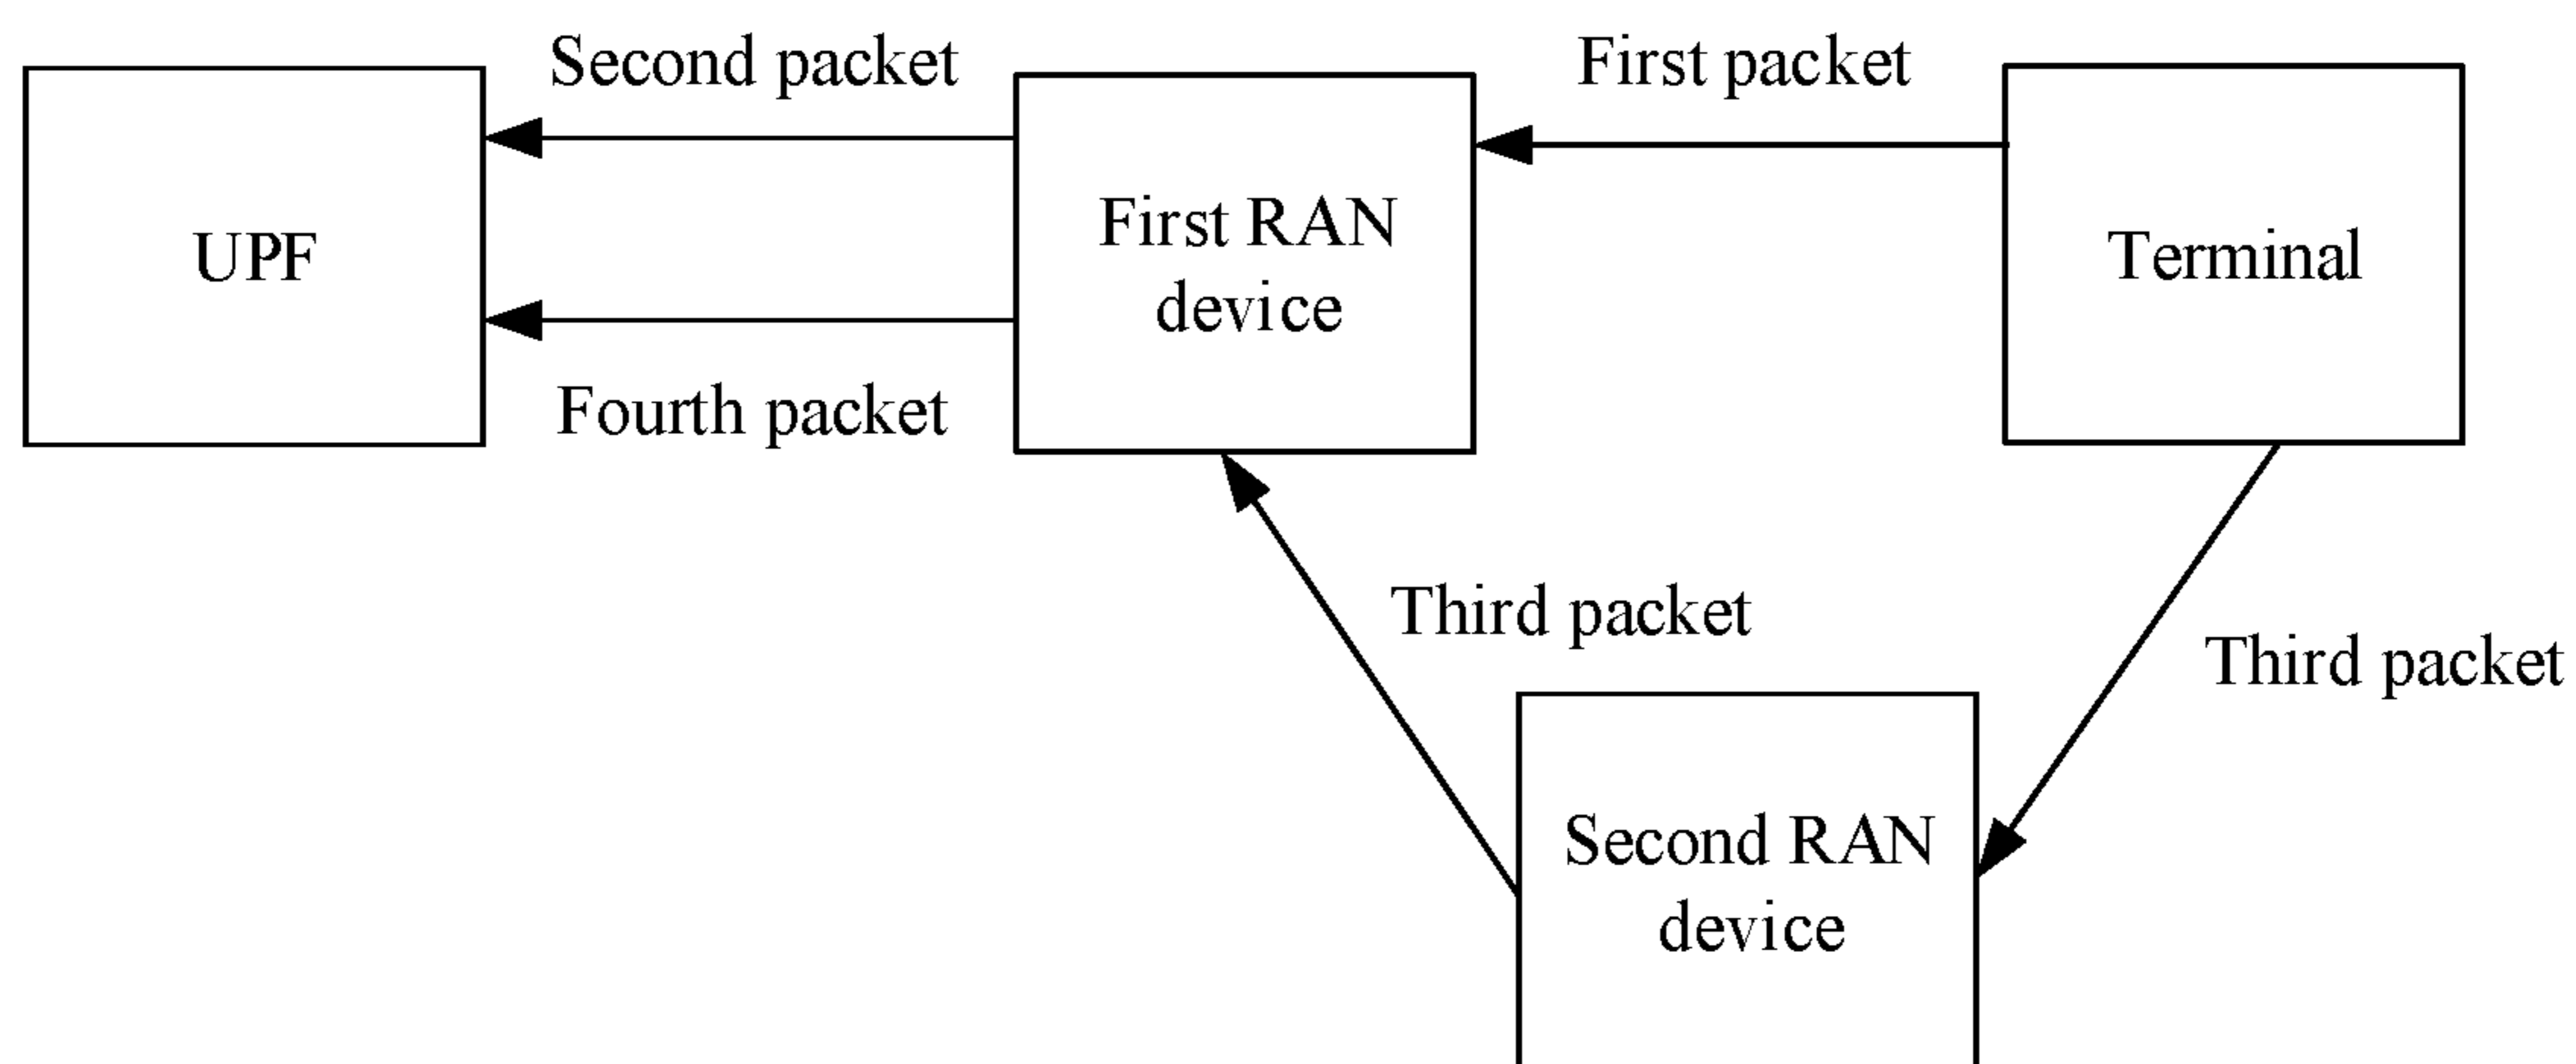 Second packet
First packet
UPF
First RAN
device
Terminal
Fourth packet
Third packet
Third packet
Second RAN
device